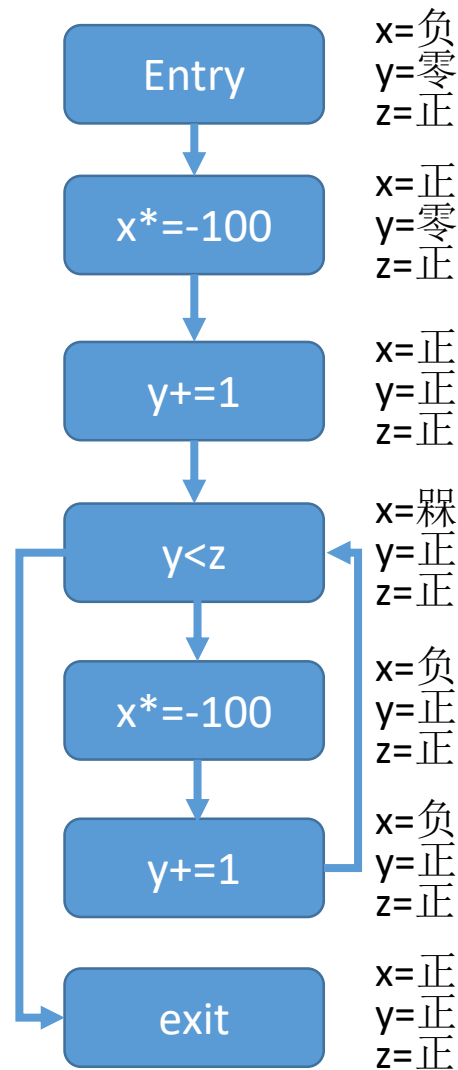 Entry
x=负
y=零
z=正
x*=-100
x=正
y=零
z=正
y+=1
x=正
y=正
z=正
y<z
x=槑
y=正
z=正
x*=-100
x=负
y=正
z=正
y+=1
x=负
y=正
z=正
exit
x=正
y=正
z=正